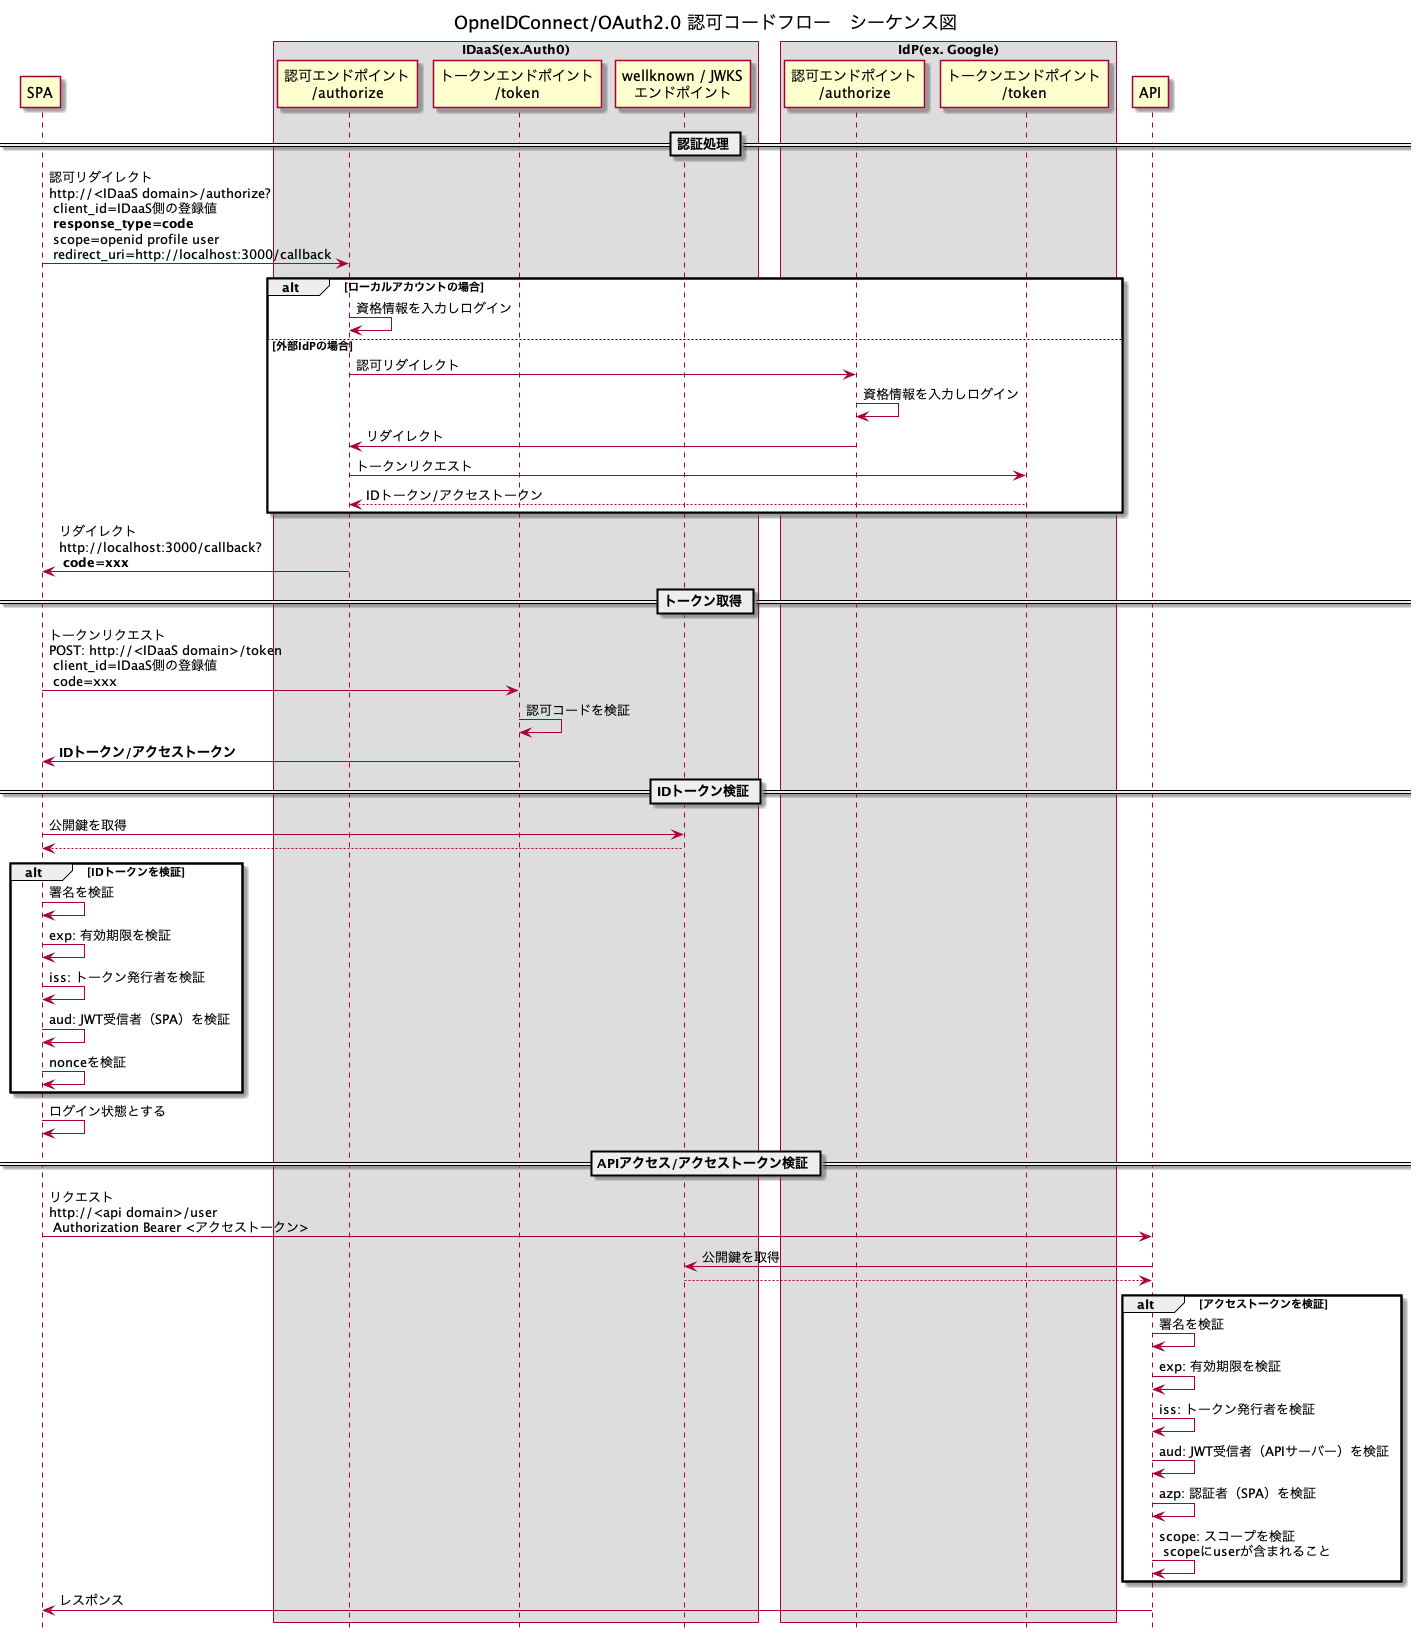 OpneIDConnect/OAuth2.0 認可コードフロー　シーケンス図
IDaaS(ex.Auth0)
IdP(ex. Google)
SPA
認可エンドポイント
/authorize
トークンエンドポイント
/token
wellknown / JWKS
エンドポイント
認可エンドポイント
/authorize
トークンエンドポイント
/token
API
認証処理
認可リダイレクト
http://<IDaaS domain>/authorize?
client_id=IDaaS側の登録値
response_type=code
scope=openid profile user
redirect_uri=http://localhost:3000/callback
alt
[ローカルアカウントの場合]
資格情報を入力しログイン
[外部IdPの場合]
認可リダイレクト
資格情報を入力しログイン
リダイレクト
トークンリクエスト
IDトークン/アクセストークン
リダイレクト
http://localhost:3000/callback?
code=xxx
トークン取得
トークンリクエスト
POST: http://<IDaaS domain>/token
client_id=IDaaS側の登録値
code=xxx
認可コードを検証
IDトークン/アクセストークン
IDトークン検証
公開鍵を取得
alt
[IDトークンを検証]
署名を検証
exp: 有効期限を検証
iss: トークン発行者を検証
aud: JWT受信者（SPA）を検証
nonceを検証
ログイン状態とする
APIアクセス/アクセストークン検証
リクエスト
http://<api domain>/user
Authorization Bearer <アクセストークン>
公開鍵を取得
alt
[アクセストークンを検証]
署名を検証
exp: 有効期限を検証
iss: トークン発行者を検証
aud: JWT受信者（APIサーバー）を検証
azp: 認証者（SPA）を検証
scope: スコープを検証
scopeにuserが含まれること
レスポンス